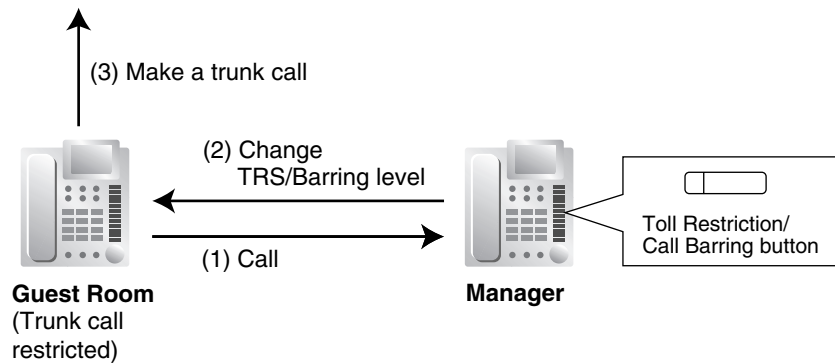 (3) Make a trunk call
(2) Change
TRS/Barring level
(1) Call
Toll Restriction/
Call Barring button
Guest Room
(Trunk call
restricted)
Manager